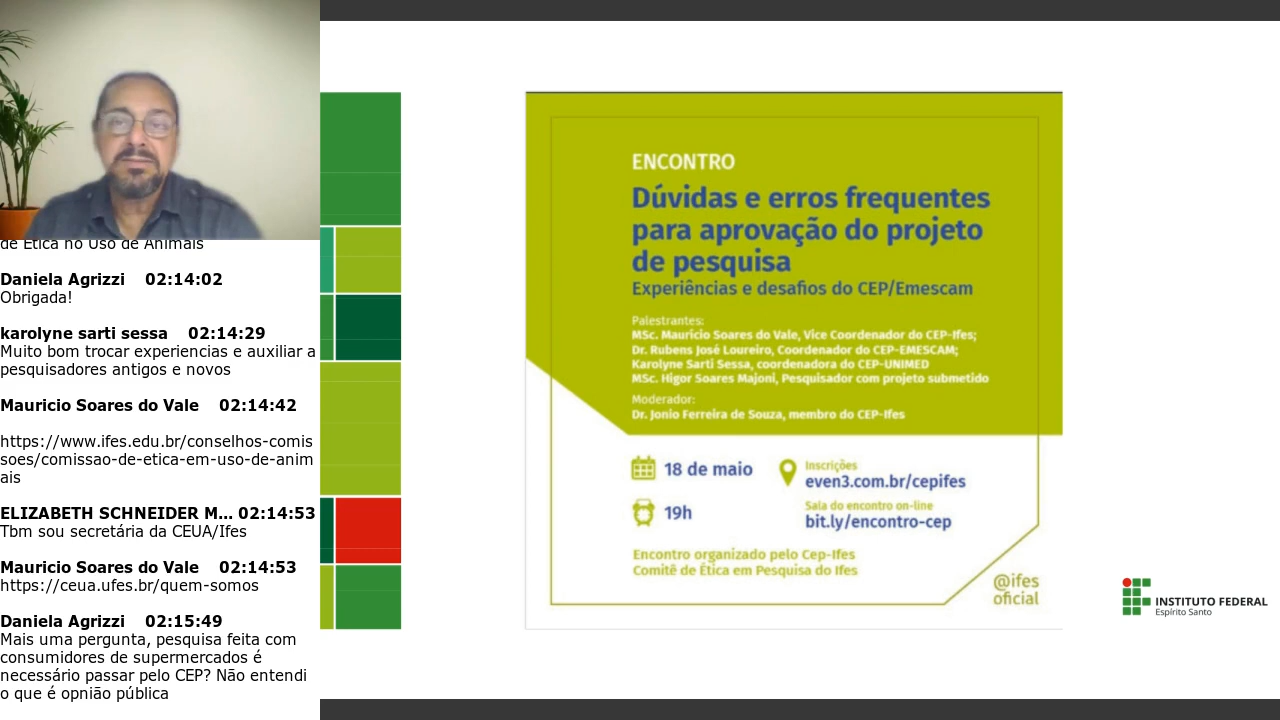 de Ética no Uso de Animais
Daniela Agrizzi 02:14:02
Obrigada!
karolyne sarti sessa 02:14:29
Muito bom trocar experiencias e auxiliar a
pesquisadores antigos e novos
Mauricio Soares do Vale 02:14:42
https://www.ifes.edu.br/conselhos-comis
soes/comissao-de-etica-em-uso-de-anim
ais
ELIZABETH SCHNEIDER M... 02:14:53
Tbm sou secretária da CEUA/Ifes
Mauricio Soares do Vale 02:14:53
https://ceua.ufes.br/quem-somos
Daniela Agrizzi 02:15:49
Mais uma pergunta, pesquisa feita com
consumidores de supermercados é
necessário passar pelo CEP? Não entendi
o que é opnião pública
ENCONTRO
Dúvidas e erros frequentes
para aprovação do projeto
de pesquisa
Experiências e desafios do CEP/Emescam
Palestrantes:
MSc. Mauricio Soares do Vale, Vice Coordenador do CEP-Ifes;
Dr. Rubens José Loureiro, Coordenador do CEP-EMESCAM;
Karolyne Sarti Sessa, coordenadora do CEP-UNIMED
MSc. Higor Soares Majoni, Pesquisador com projeto submetido
Moderador:
Dr. Jonio Ferreira de Souza, membro do CEP-Ifes
18 de maio
19h
Inscrições
even3.com.br/cepifes
Sala do encontro on-line
bit.ly/encontro-cep
Encontro organizado pelo Cep-Ifes
Comitê de Ética em Pesquisa do Ifes
@ifes
oficial
INSTITUTO FEDERAL
Espírito Santo